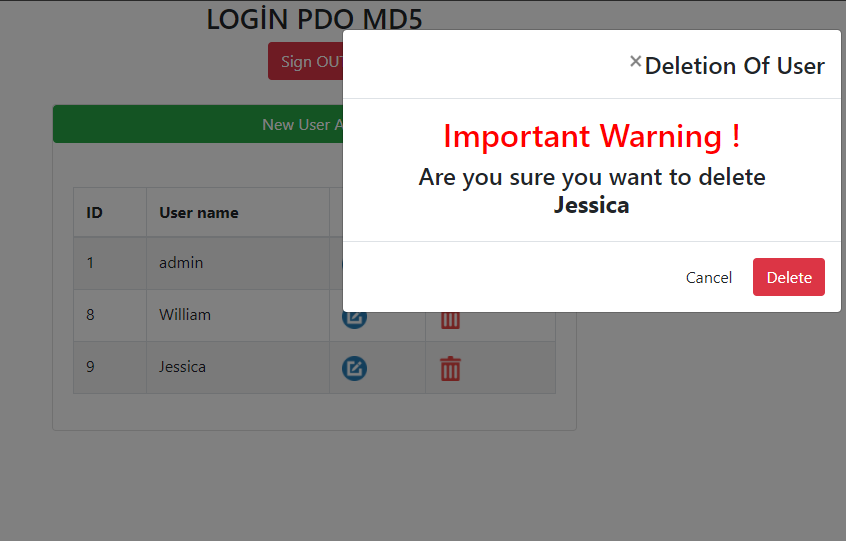 LOGİN PDO MD5
Sign OUT
New User A
×
Deletion Of User
Important Warning !
Are you sure you want to delete
Jessica
Cancel Delete
ID User name
1 admin
8 William
9 Jessica